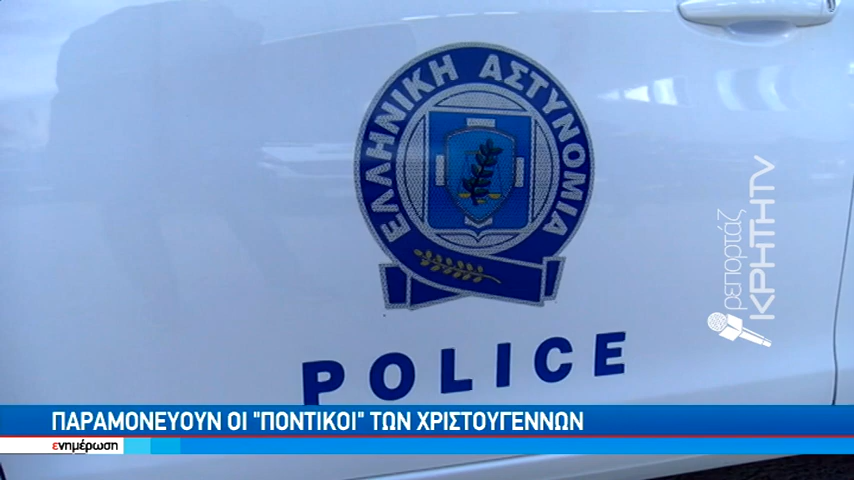 ΕΛΛΗΝΙΚΗ ΑΣΤΥΝΟΜΙΑ
ρεπορτάζ
ΚΡΗΤΗTV
POLICE
ΠΑΡΑΜΟΝΕΥΟΥΝ ΟΙ "ΠΟΝΤΙΚΟΙ" ΤΩΝ ΧΡΙΣΤΟΥΓΕΝΝΩΝ
ενημέρωση